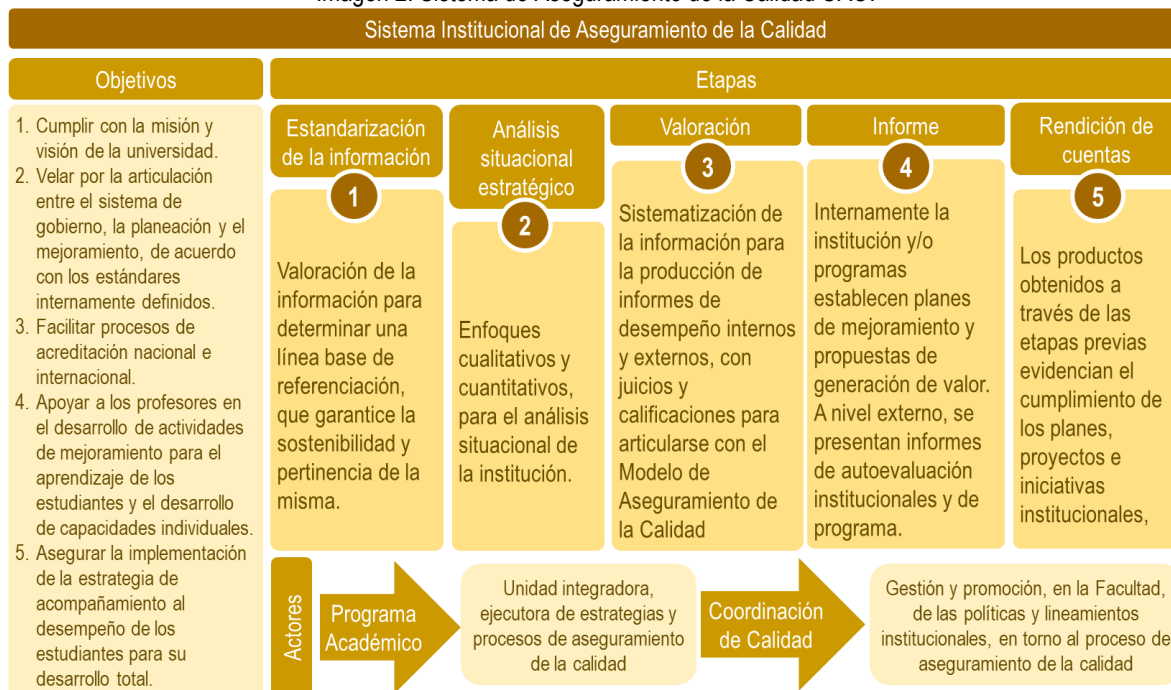 Sistema Institucional de Aseguramiento de la Calidad
Objetivos
1. Cumplir con la misión y
visión de la universidad.
2. Velar por la articulación
entre el sistema de
gobierno, la planeación y el
mejoramiento, de acuerdo
con los estándares
internamente definidos.
3. Facilitar procesos de
acreditación nacional e
internacional.
4. Apoyar a los profesores en
el desarrollo de actividades
de mejoramiento para el
aprendizaje de los
estudiantes y el desarrollo
de capacidades individuales.
5. Asegurar la implementación
de la estrategia de
acompañamiento al
desempeño de los
estudiantes para su
desarrollo total.
Etapas
Estandarización
de la información
1
Valoración de la
información para
determinar una
línea base de
referenciación,
que garantice la
sostenibilidad y
pertinencia de la
misma.
Análisis
situacional
estratégico
2
Enfoques
cualitativos y
cuantitativos,
para el análisis
situacional de
la institución.
Valoración
3
Sistematización de
la información para
la producción de
informes de
desempeño internos
y externos, con
juicios y
calificaciones para
articularse con el
Modelo de
Aseguramiento de
la Calidad
Informe
4
Internamente la
institución y/o
programas
establecen planes
de mejoramiento y
propuestas de
generación de valor.
A nivel externo, se
presentan informes
de autoevaluación
institucionales y de
programa.
Rendición de
cuentas
5
Los productos
obtenidos a
través de las
etapas previas
evidencian el
cumplimiento de
los planes,
proyectos e
iniciativas
institucionales,
Actores
Programa
Académico
Unidad integradora,
ejecutora de estrategias y
procesos de aseguramiento
de la calidad
Coordinación
de Calidad
Gestión y promoción, en la Facultad,
de las políticas y lineamientos
institucionales, en torno al proceso de
aseguramiento de la calidad